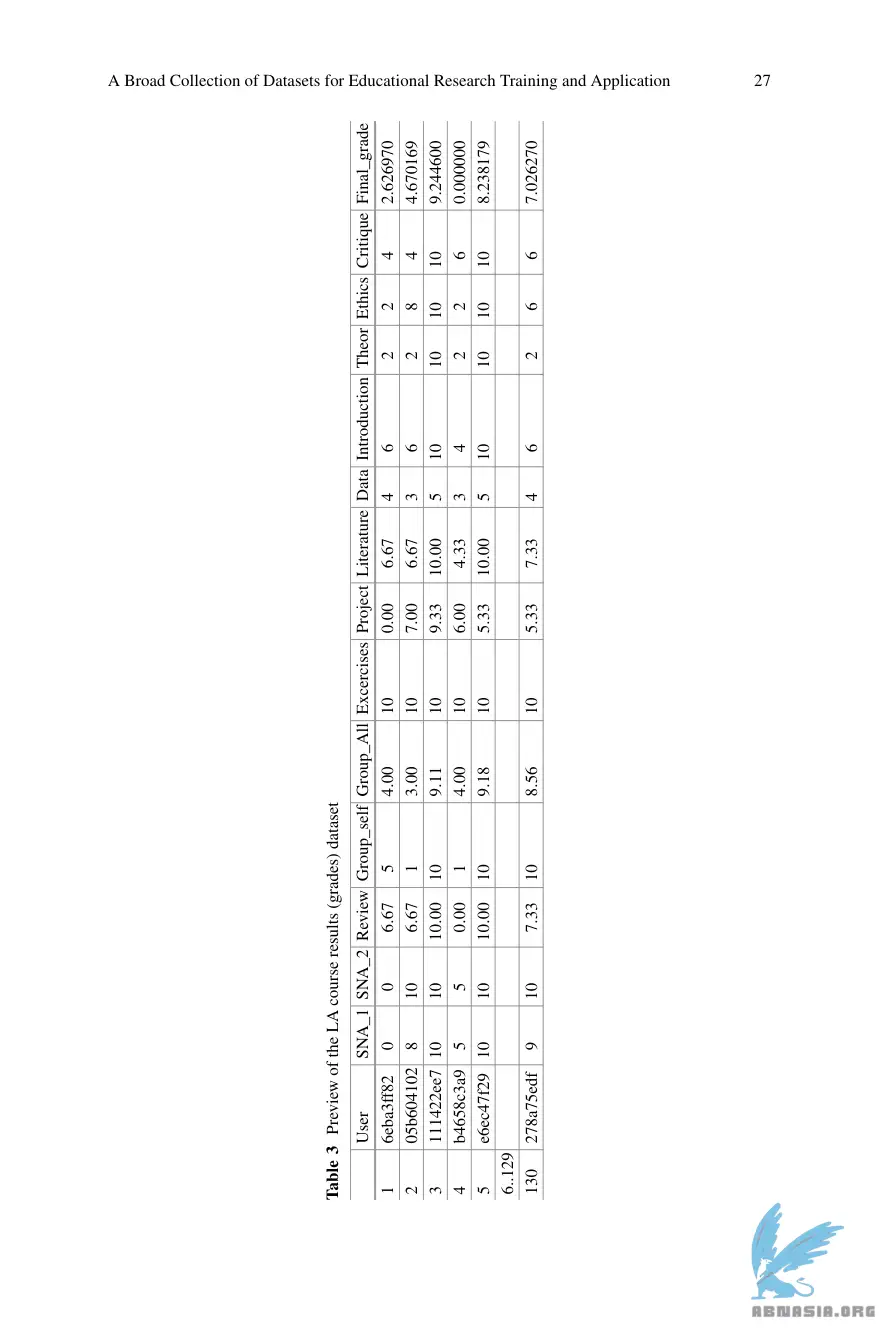 A Broad Collection of Datasets for Educational Research Training and Application 27
Table 3 Preview of the LA course results (grades) dataset
User SNA_1 SNA_2 Review Group_self Group_All Excercises Project Literature Data Introduction Theor Ethics Critique Final_grade
1 6eba3ff82 0 0 6.67 5 4.00 10 0.00 6.67 4 6 2 2 4 2.626970
2 05b604102 8 10 6.67 1 3.00 10 7.00 6.67 3 6 2 8 4 4.670169
3 111422ee7 10 10 10.00 10 9.11 10 9.33 10.00 5 10 10 10 10 9.244600
4 b4658c3a9 5 5 0.00 1 4.00 10 6.00 4.33 3 4 2 2 6 0.000000
5 e6ec47f29 10 10 10.00 10 9.18 10 5.33 10.00 5 10 10 10 10 8.238179
6..129
130 278a75edf 9 10 7.33 10 8.56 10 5.33 7.33 4 6 2 6 6 7.026270
ABNASIA.ORG